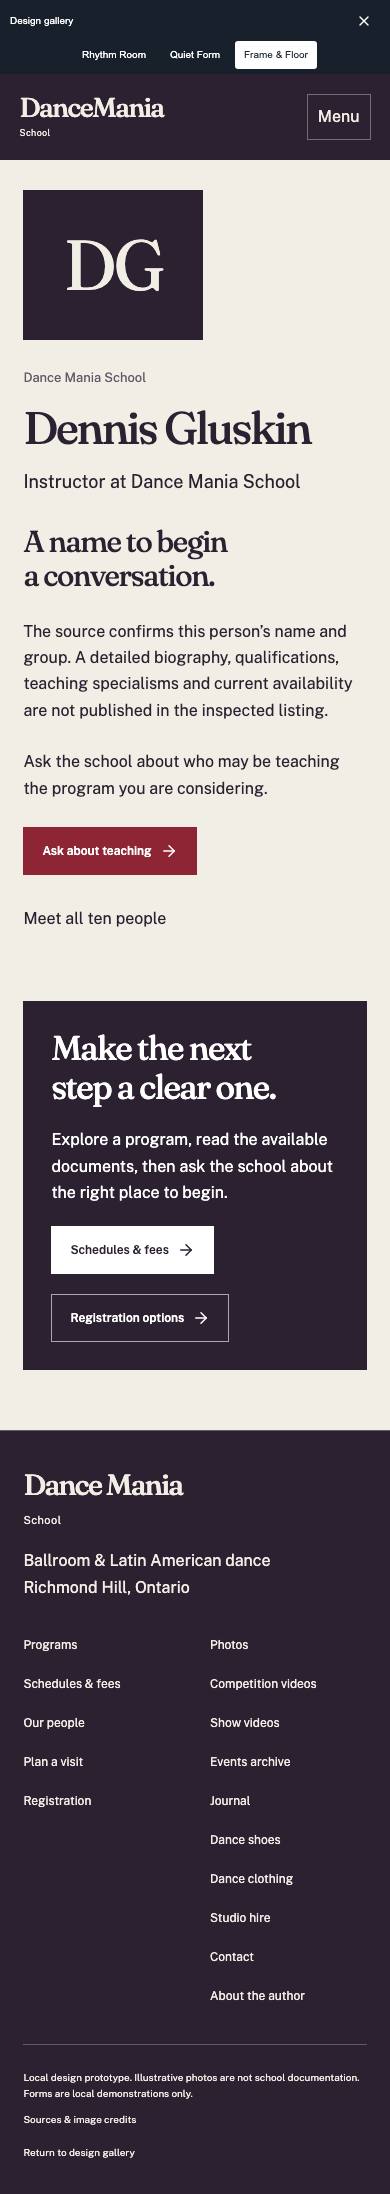 Design gallery
Rhythm Room Quiet Form Frame & Floor
DanceMania
School
Menu
DG
Dance Mania School
Dennis Gluskin
Instructor at Dance Mania School
A name to begin
a conversation.
The source confirms this person's name and
group. A detailed biography, qualifications,
teaching specialisms and current availability
are not published in the inspected listing.
Ask the school about who may be teaching
the program you are considering.
Ask about teaching →
Meet all ten people
Make the next
step a clear one.
Explore a program, read the available
documents, then ask the school about
the right place to begin.
Schedules & fees →
Registration options →
Dance Mania
School
Ballroom & Latin American dance
Richmond Hill, Ontario
Programs
Schedules & fees
Our people
Plan a visit
Registration
Photos
Competition videos
Show videos
Events archive
Journal
Dance shoes
Dance clothing
Studio hire
Contact
About the author
Local design prototype. Illustrative photos are not school documentation.
Forms are local demonstrations only.
Sources & image credits
Return to design gallery